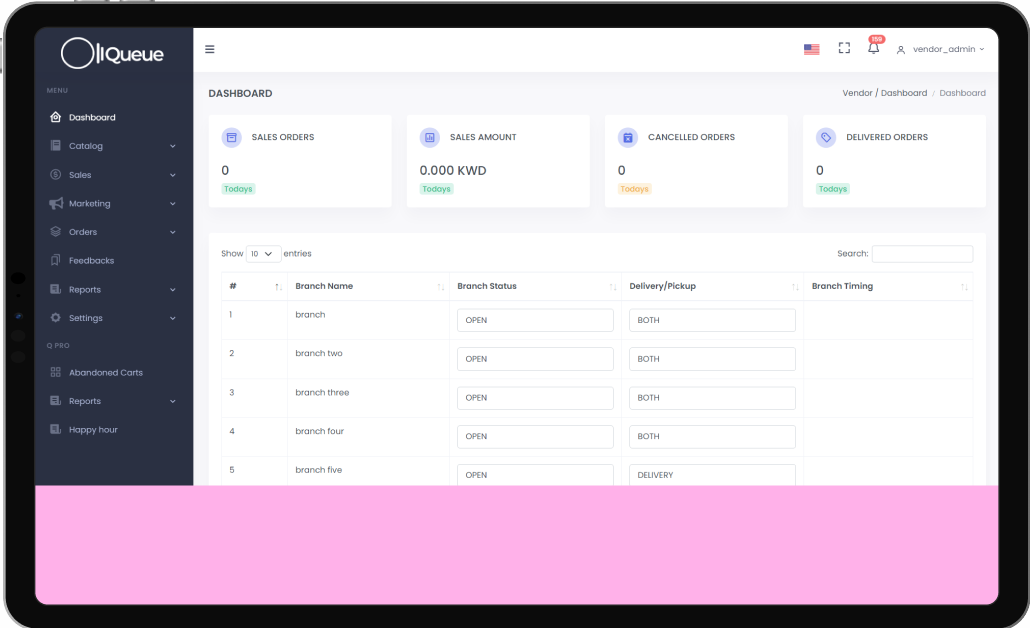 Queue
169
vendor_admin
MENU
Dashboard
Catalog
Sales
Marketing
Orders
Feedbacks
Reports
Settings
Q PRO
Abandoned Carts
Reports
Happy hour
DASHBOARD
Vendor / Dashboard / Dashboard
SALES ORDERS
0
Todays
SALES AMOUNT
0.000 KWD
Todays
CANCELLED ORDERS
0
Todays
DELIVERED ORDERS
0
Todays
Show 10 entries
Search:
# Branch Name Branch Status Delivery/Pickup Branch Timing
1 branch OPEN BOTH
2 branch two OPEN BOTH
3 branch three OPEN BOTH
4 branch four OPEN BOTH
5 branch five OPEN DELIVERY